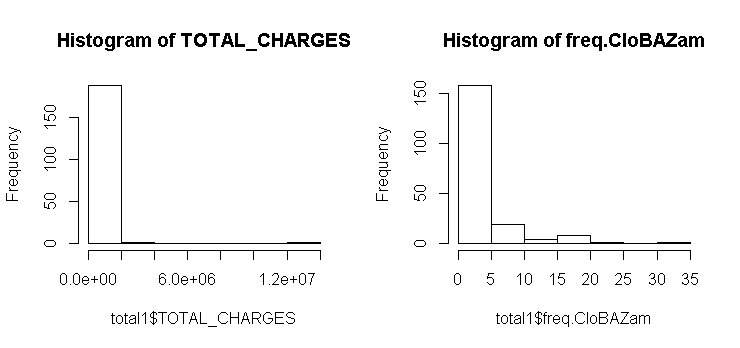 Histogram of TOTAL_CHARGES
Frequency
0
50
100
150
0.0e+00
6.0e+06
1.2e+07
total1$TOTAL_CHARGES
Histogram of freq.CloBAZam
Frequency
0
50
100
150
0
5
10
15
20
25
30
35
total1$freq.CloBAZam